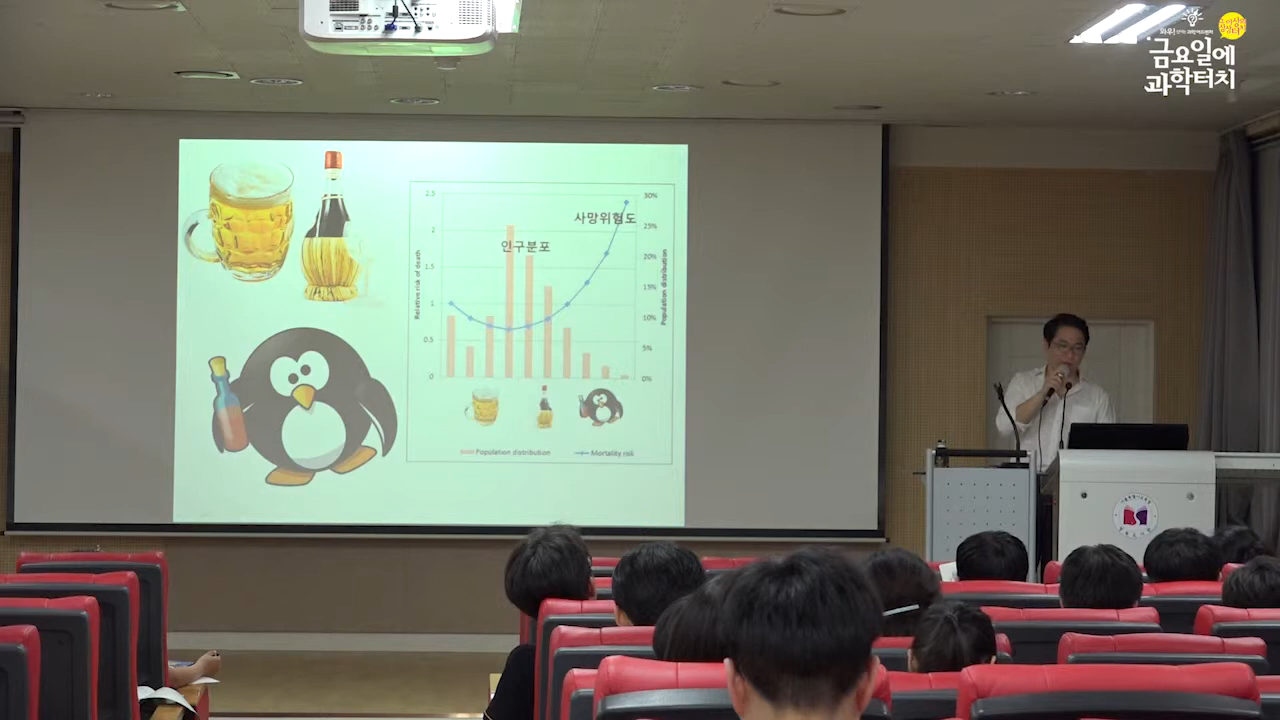 금요일에
과학터치
2.5
2
1.5
1
0.5
0
Relative risk of death
사망위험도
인구분포
30%
25%
20%
15%
10%
5%
0%
Population distribution
Population distribution
Mortality risk